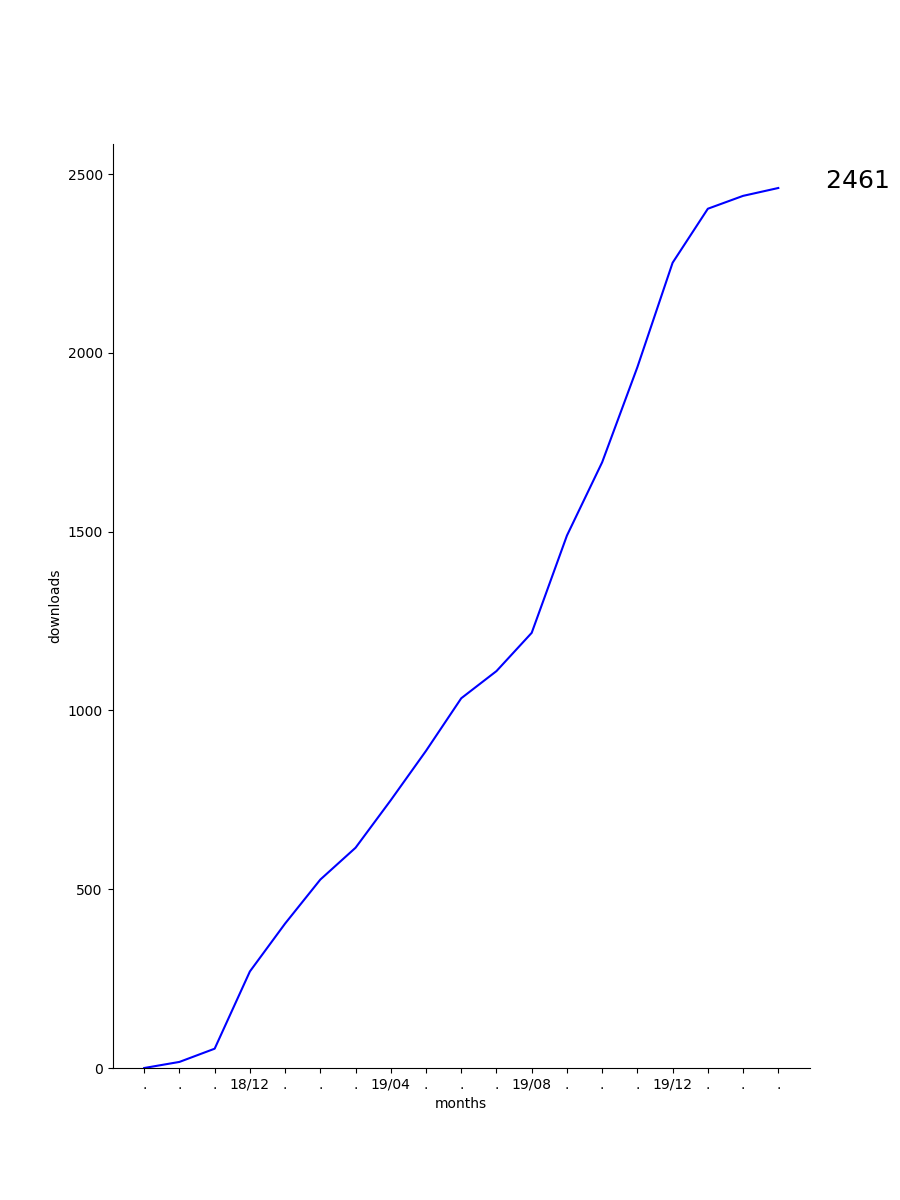 2500
2461
2000
1500
downloads
1000
500
0
. . . 18/12 . . . 19/04 . . . 19/08 . . . 19/12 . . .
months